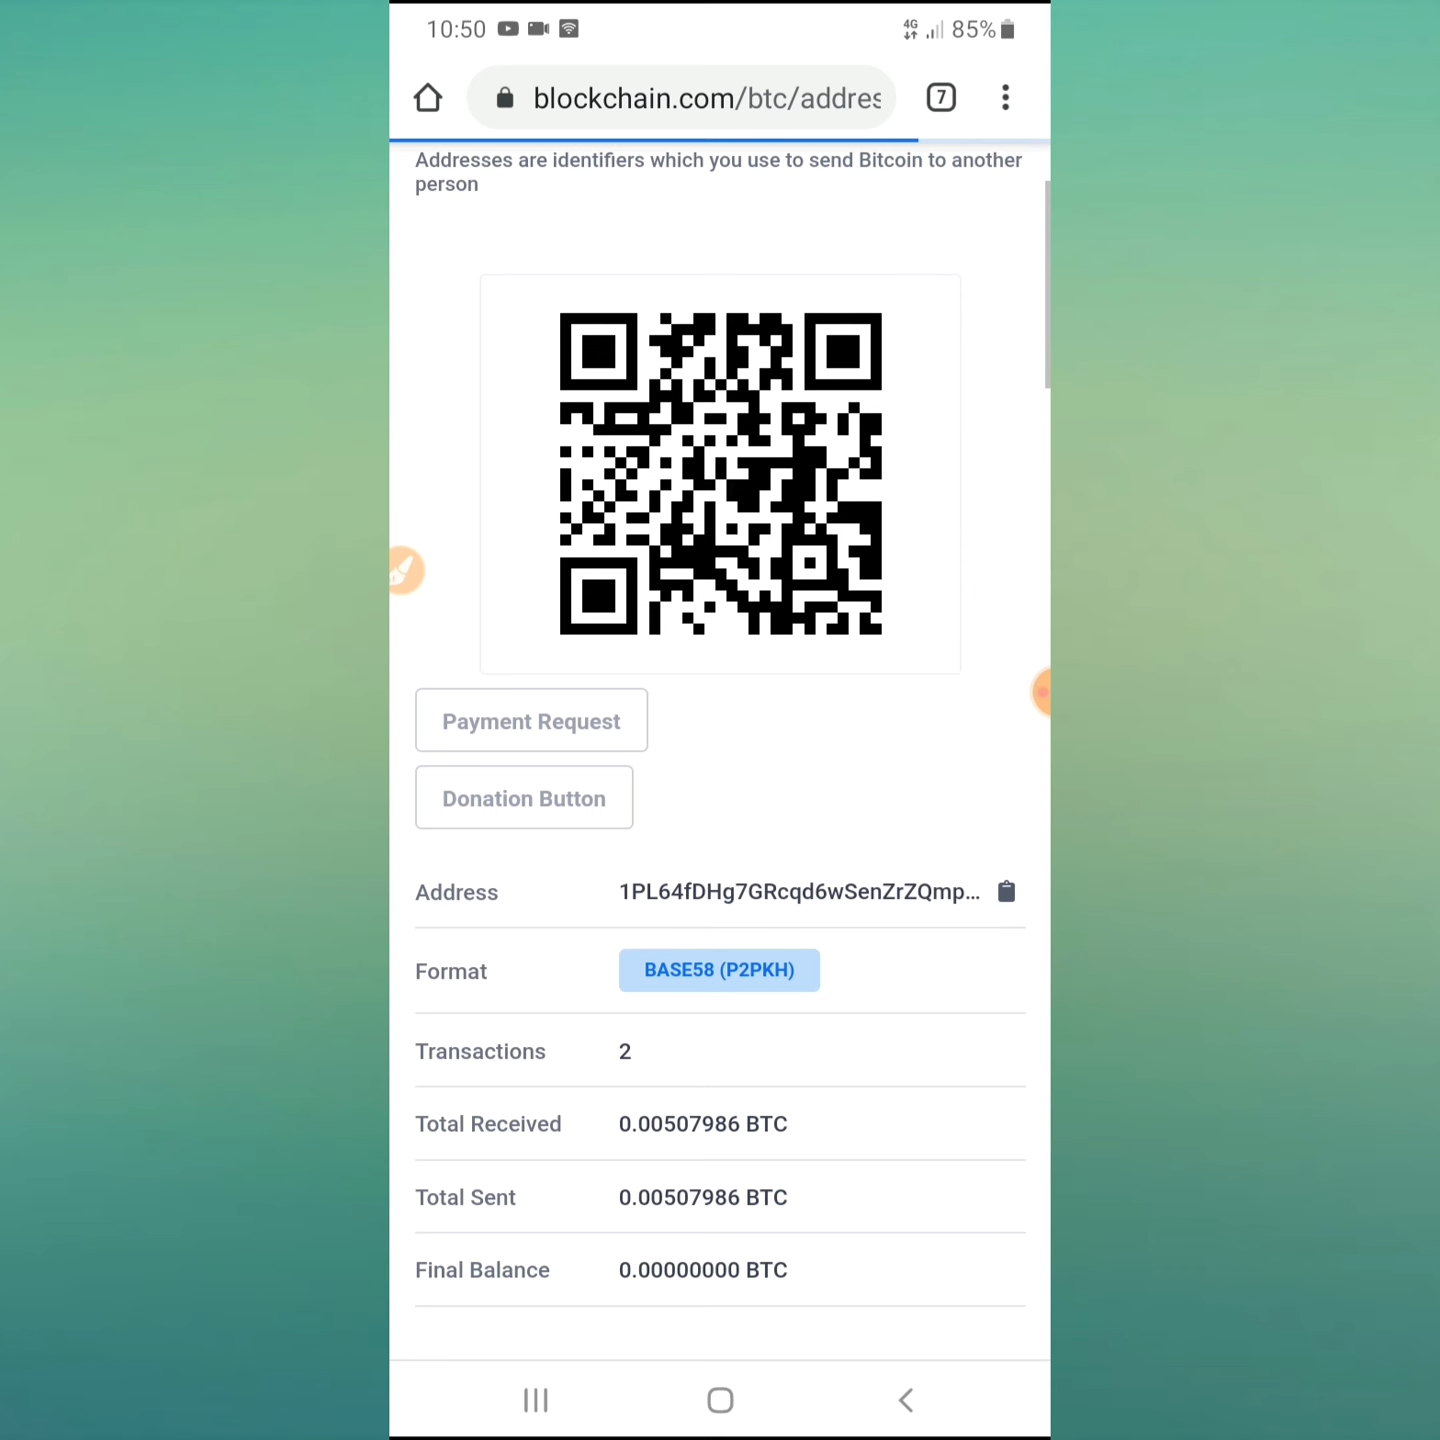 10:50 4G 85%
blockchain.com/btc/addres 7
Addresses are identifiers which you use to send Bitcoin to another
person
Payment Request
Donation Button
Address 1PL64fDHg7GRcqd6wSenZrZQmp...
Format BASE58 (P2PKH)
Transactions 2
Total Received 0.00507986 BTC
Total Sent 0.00507986 BTC
Final Balance 0.00000000 BTC